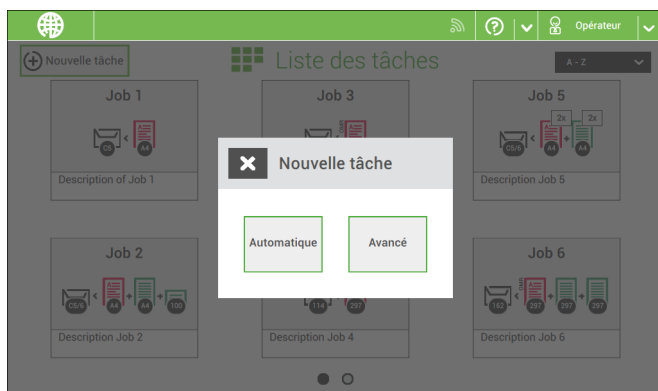 Opérateur
Nouvelle tâche
Liste des tâches
A - Z
Job 1
Job 3
Job 5
2x
2x
C5
A4
C5/6
A4
A4
Description of Job 1
Description Job 5
Nouvelle tâche
Automatique
Avancé
Job 2
Job 6
C5/6
A4
A4
100
114
297
162
297
297
297
Description Job 2
Description Job 4
Description Job 6